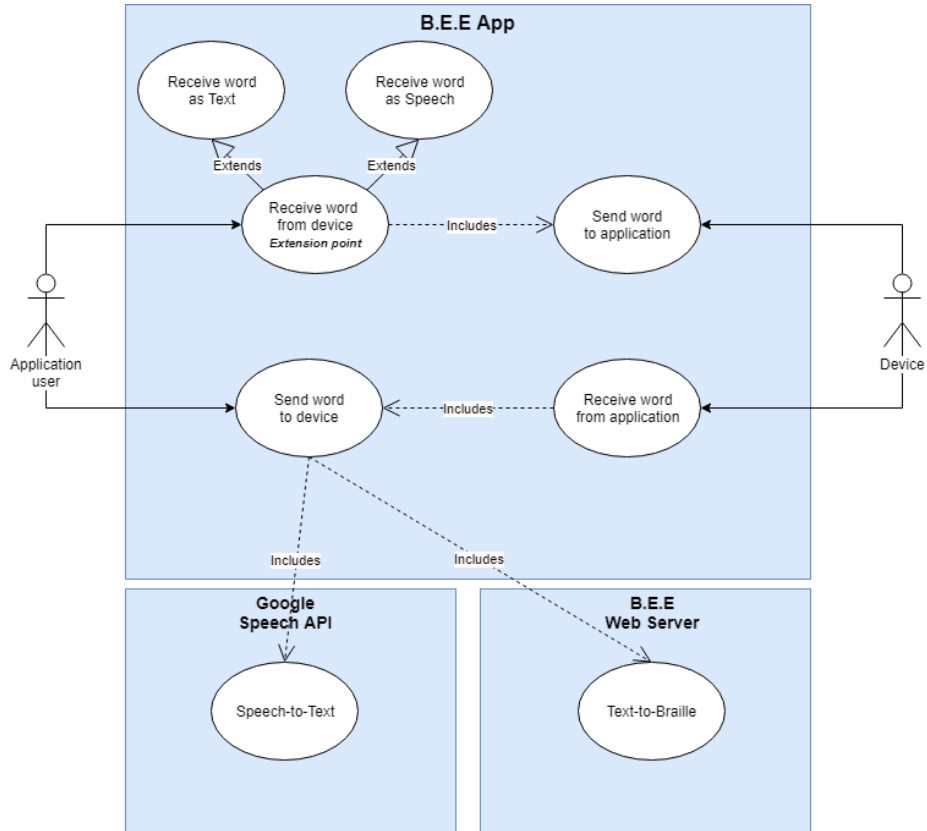 B.E.E App
Receive word
as Text
Receive word
as Speech
Extends
Extends
Receive word
from device
Extension point
Includes
Send word
to application
Application
user
Device
Send word
to device
Includes
Receive word
from application
Includes
Includes
Google
Speech API
B.E.E
Web Server
Speech-to-Text
Text-to-Braille